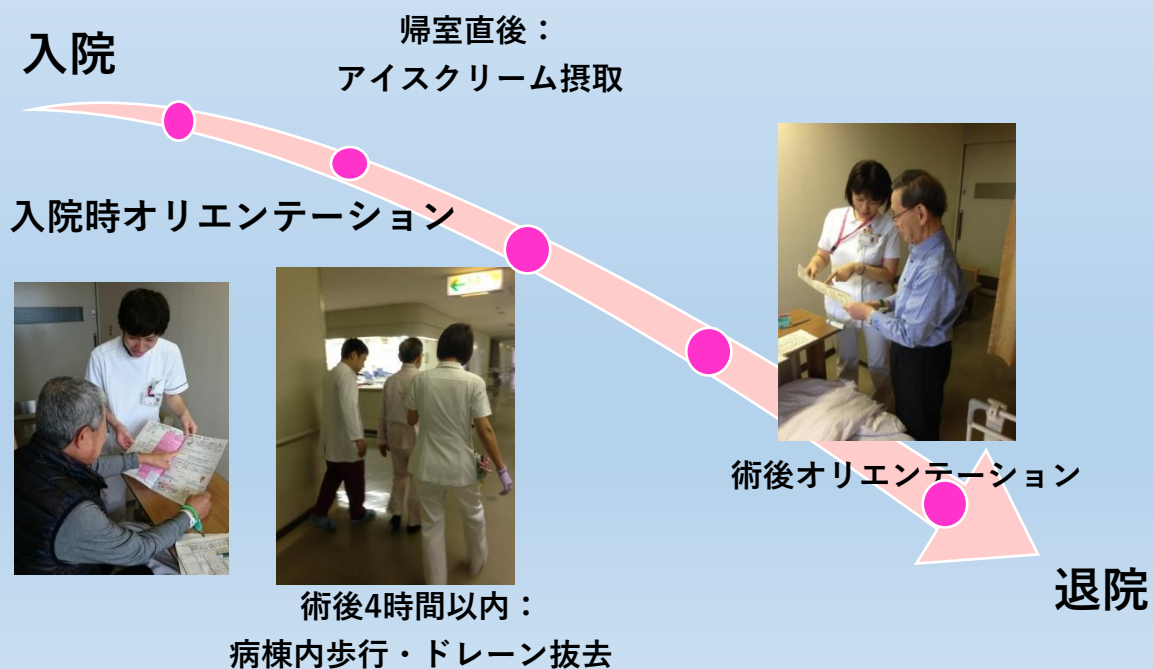 入院
帰室直後：
アイスクリーム摂取
入院時オリエンテーション
術後4時間以内：
病棟内歩行・ドレーン抜去
術後オリエンテーション
退院